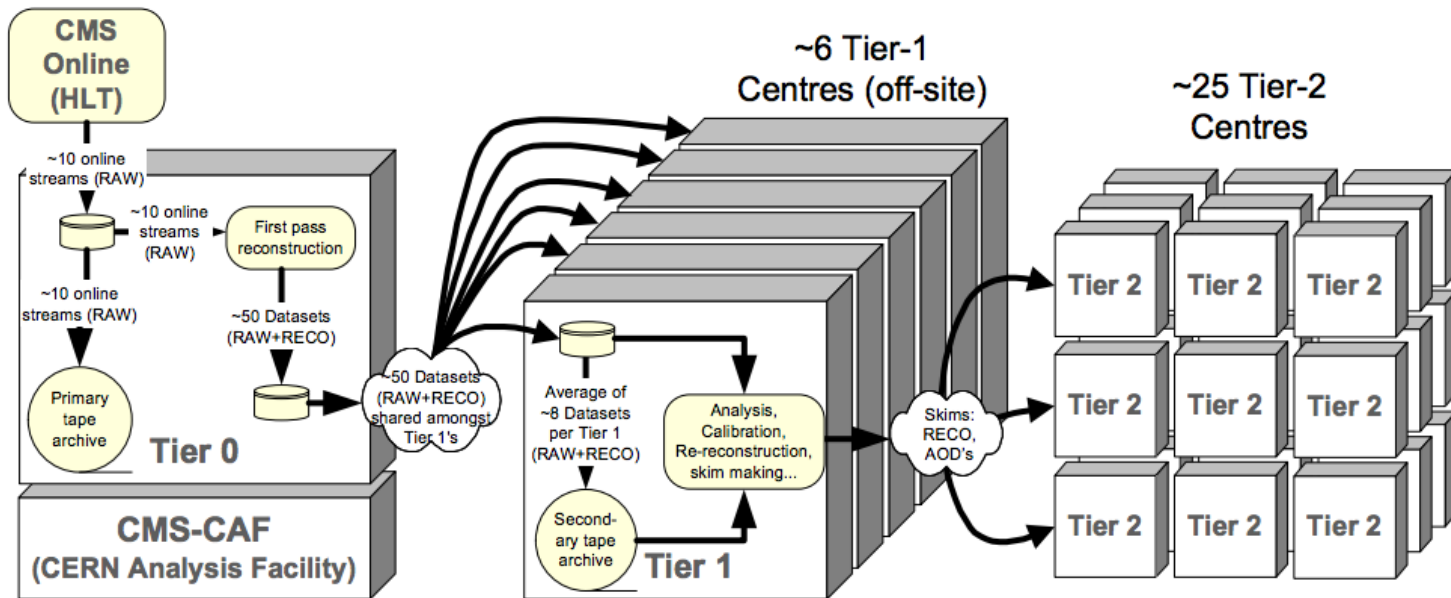 CMS
Online
(HLT)
~10 online
streams (RAW)
~10 online
streams
(RAW)
First pass
reconstruction
~10 online
streams (RAW)
~50 Datasets
(RAW+RECO)
Primary
tape
archive
Tier 0
CMS-CAF
(CERN Analysis Facility)
~50 Datasets
(RAW+RECO)
shared amongst
Tier 1's
~6 Tier-1
Centres (off-site)
Average of
~8 Datasets
per Tier 1
(RAW+RECO)
Analysis,
Calibration,
Re-reconstruction,
skim making...
Second-
ary tape
archive
Tier 1
Skims:
RECO,
AOD's
~25 Tier-2
Centres
Tier 2
Tier 2
Tier 2
Tier 2
Tier 2
Tier 2
Tier 2
Tier 2
Tier 2